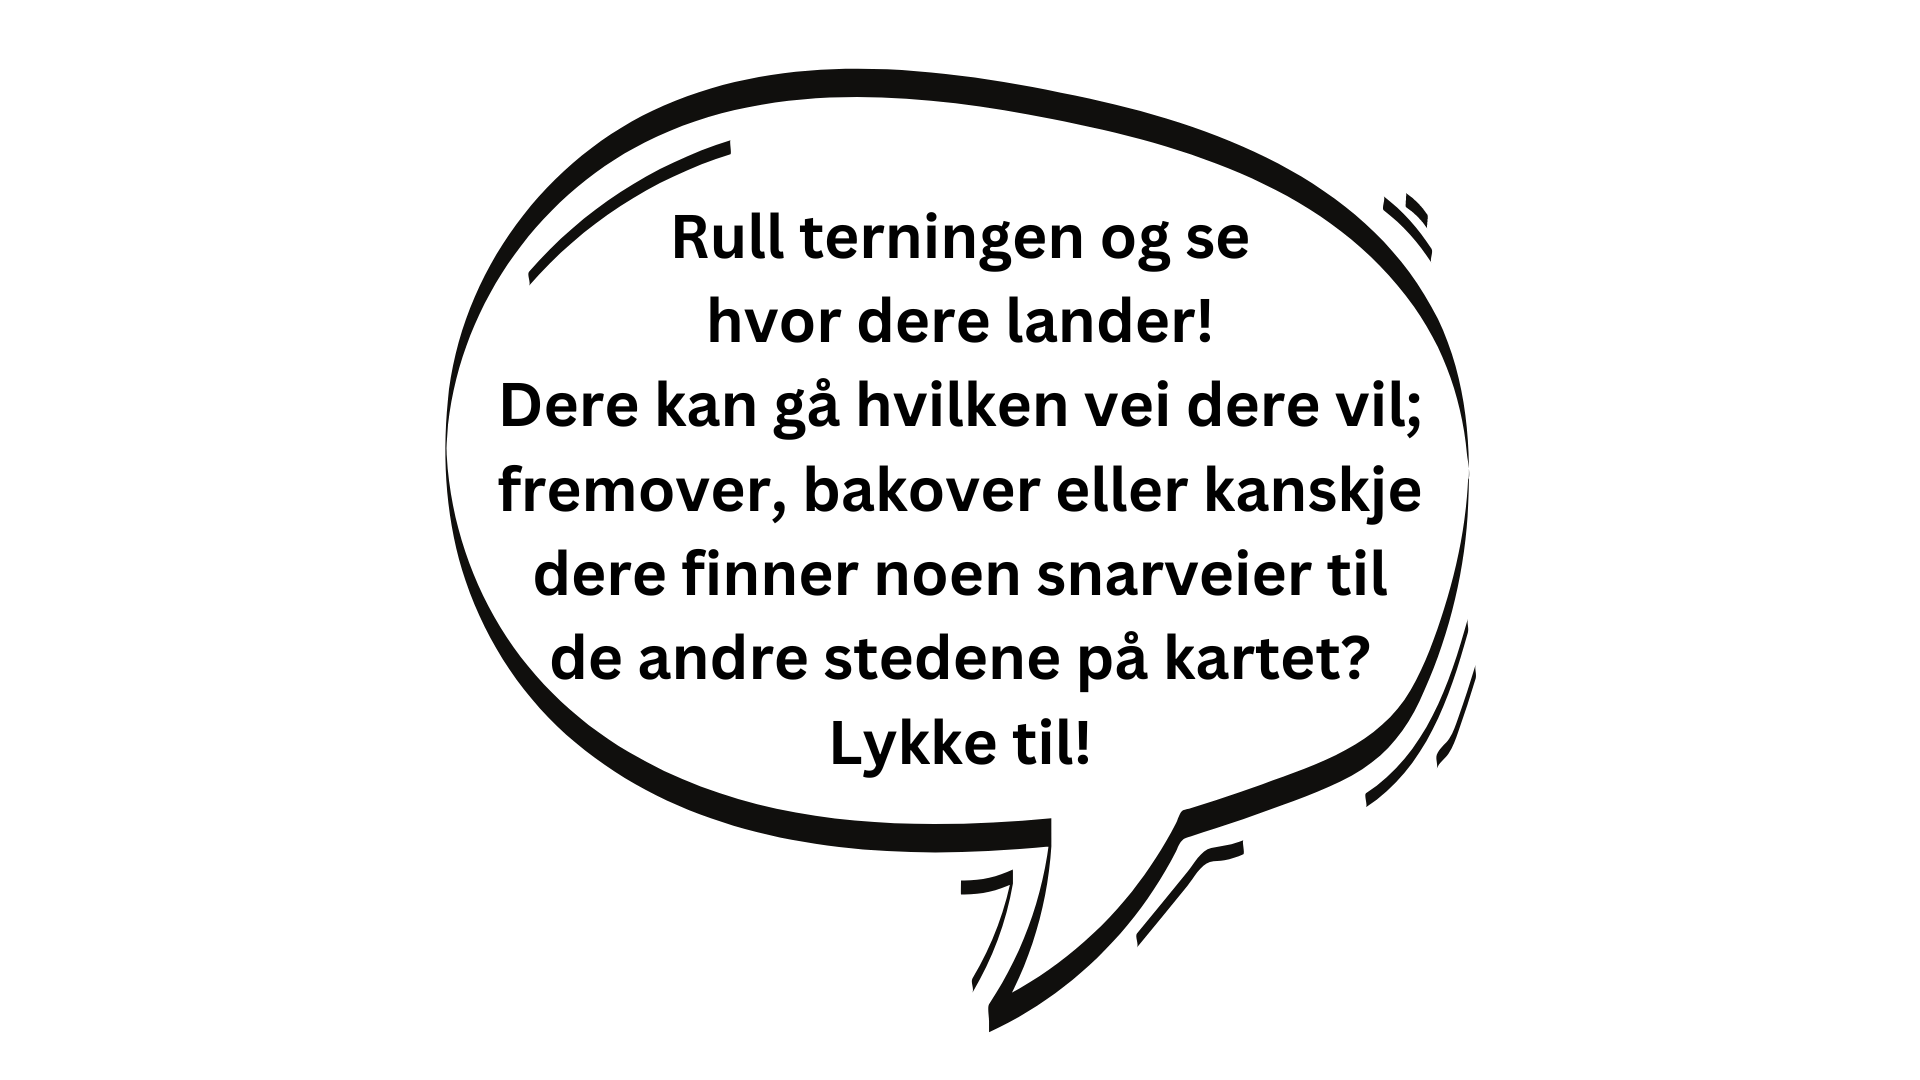 Rull terningen og se
hvor dere lander!
Dere kan gå hvilken vei dere vil;
fremover, bakover eller kanskje
dere finner noen snarveier til
de andre stedene på kartet?
Lykke til!